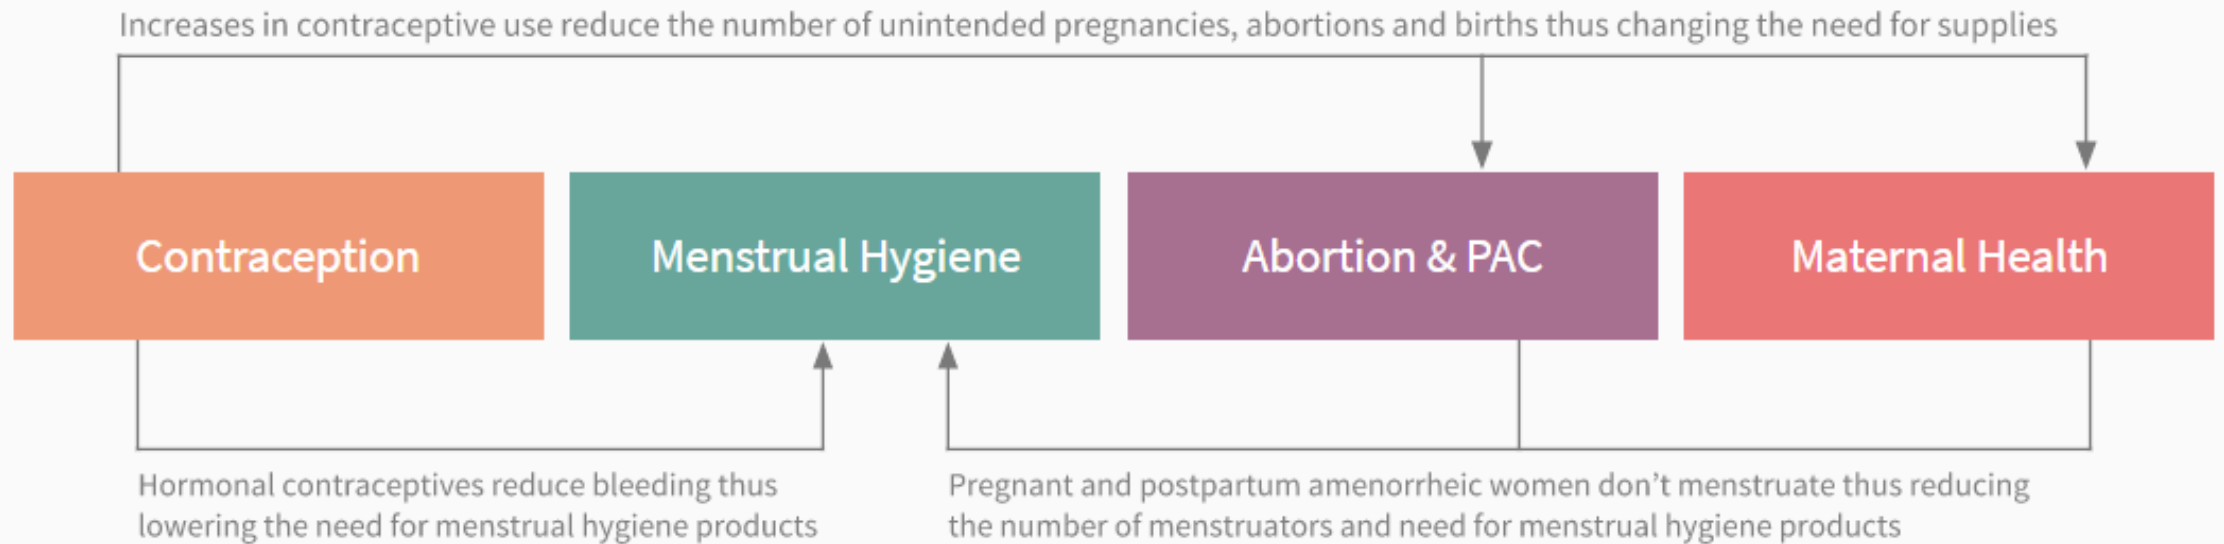 Increases in contraceptive use reduce the number of unintended pregnancies, abortions and births thus changing the need for supplies
Contraception
Menstrual Hygiene
Abortion & PAC
Maternal Health
Hormonal contraceptives reduce bleeding thus
lowering the need for menstrual hygiene products
Pregnant and postpartum amenorrheic women don’t menstruate thus reducing
the number of menstruators and need for menstrual hygiene products